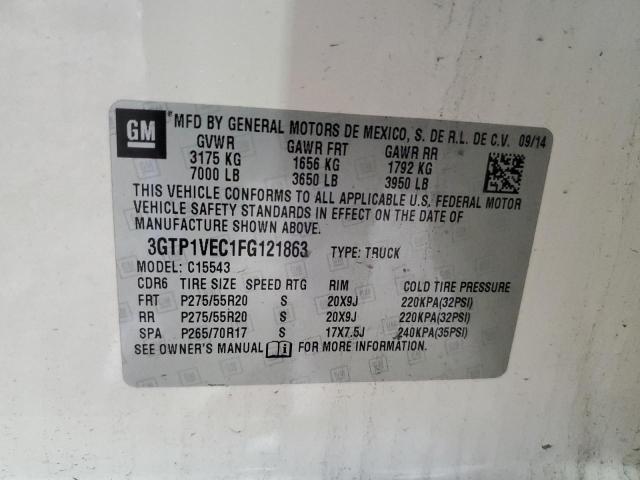 GM
MFD BY GENERAL MOTORS DE MEXICO, S. DE R.L. DE C.V. 09/14
GVWR GAWR FRT GAWR RR
3175 KG 1656 KG 1792 KG
7000 LB 3650 LB 3950 LB
THIS VEHICLE CONFORMS TO ALL APPLICABLE U.S. FEDERAL MOTOR
VEHICLE SAFETY STANDARDS IN EFFECT ON THE DATE OF
MANUFACTURE SHOWN ABOVE.
3GTP1VEC1FG121863 TYPE: TRUCK
MODEL: C15543
CDR6 TIRE SIZE SPEED RTG RIM COLD TIRE PRESSURE
FRT P275/55R20 S 20X9J 220KPA(32PSI)
RR P275/55R20 S 20X9J 220KPA(32PSI)
SPA P265/70R17 S 17X7.5J 240KPA(35PSI)
SEE OWNER'S MANUAL i FOR MORE INFORMATION.